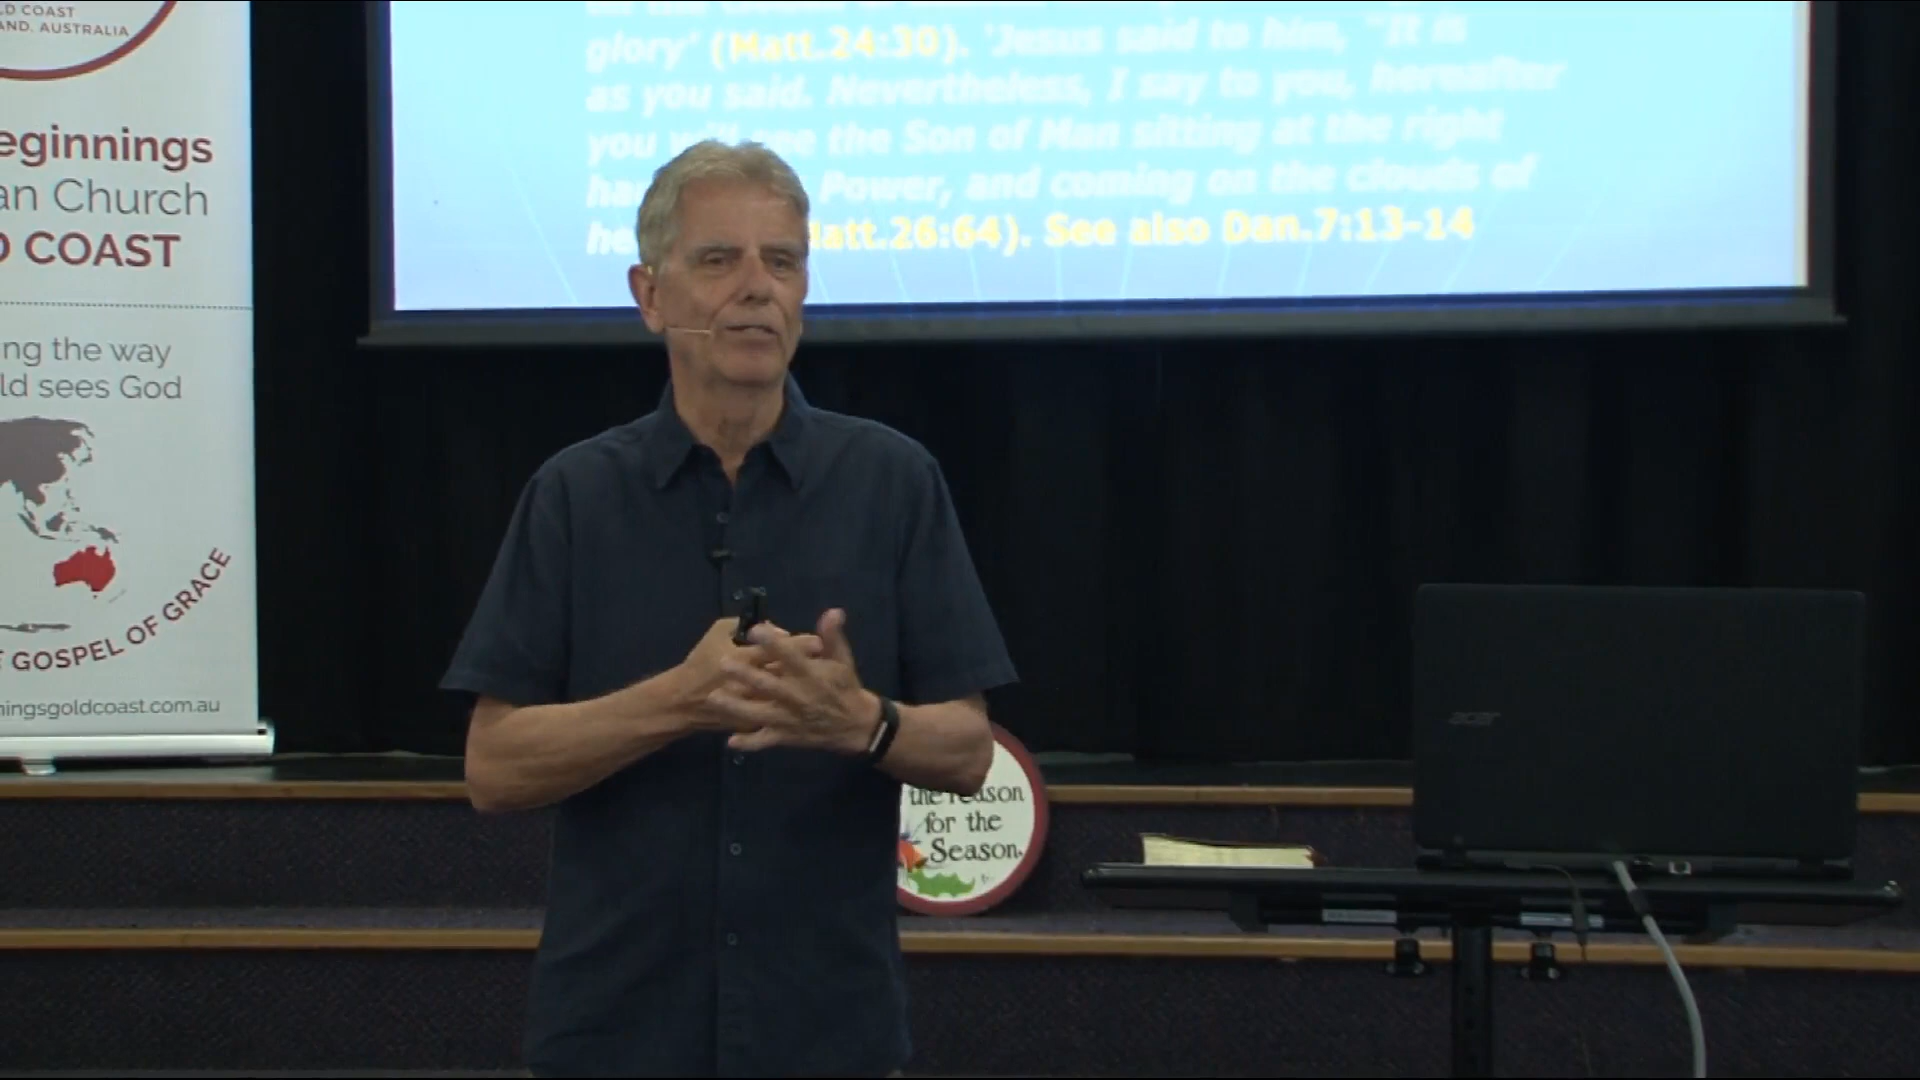 LD COAST
AND, AUSTRALIA
eginnings
an Church
D COAST
ng the way
ld sees God
GOSPEL OF GRACE
ningsgoldcoast.com.au
glory' (Matt.24:30). 'Jesus said to him, "It is
as you said. Nevertheless, I say to you, hereafter
you will see the Son of Man sitting at the right
ha Power, and coming on the clouds of
he Matt.26:64). See also Dan.7:13-14
the reason
for the
Season.
acer